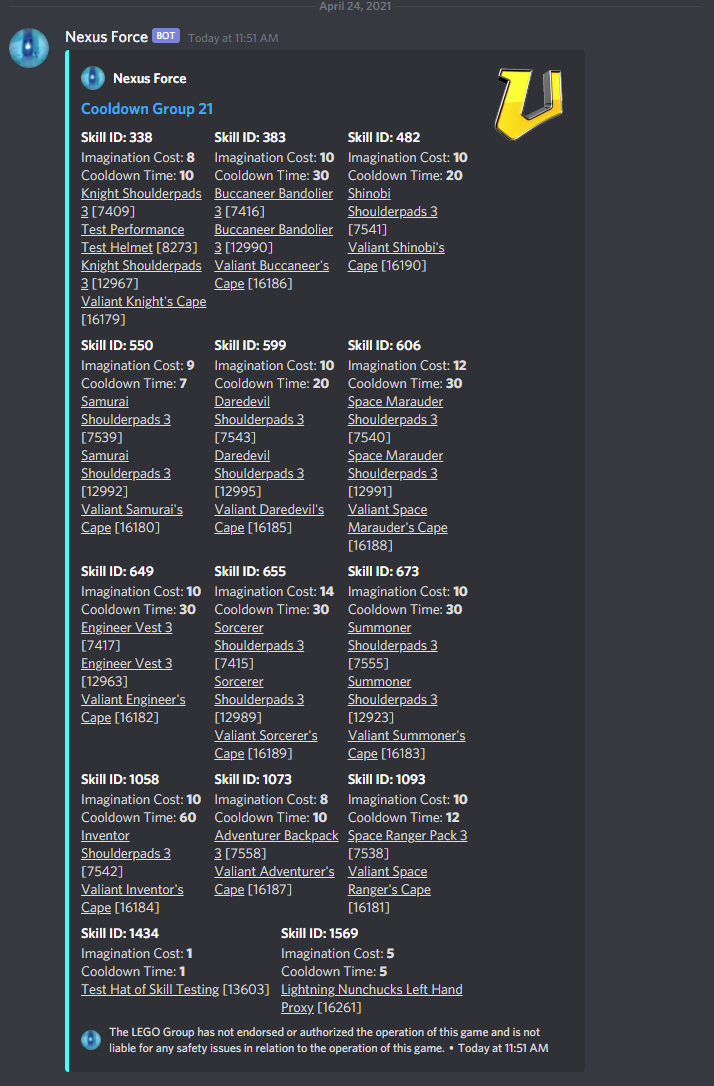 April 24, 2021
Nexus Force BOT Today at 11:51 AM
Nexus Force
Cooldown Group 21
Skill ID: 338
Imagination Cost: 8
Cooldown Time: 10
Knight Shoulderpads
3 [7409]
Test Performance
Test Helmet [8273]
Knight Shoulderpads
3 [12967]
Valiant Knight's Cape
[16179]
Skill ID: 383
Imagination Cost: 10
Cooldown Time: 30
Buccaneer Bandolier
3 [7416]
Buccaneer Bandolier
3 [12990]
Valiant Buccaneer's
Cape [16186]
Skill ID: 482
Imagination Cost: 10
Cooldown Time: 20
Shinobi
Shoulderpads 3
[7541]
Valiant Shinobi's
Cape [16190]
Skill ID: 550
Imagination Cost: 9
Cooldown Time: 7
Samurai
Shoulderpads 3
[7539]
Samurai
Shoulderpads 3
[12992]
Valiant Samurai's
Cape [16180]
Skill ID: 599
Imagination Cost: 10
Cooldown Time: 20
Daredevil
Shoulderpads 3
[7543]
Daredevil
Shoulderpads 3
[12995]
Valiant Daredevil's
Cape [16185]
Skill ID: 606
Imagination Cost: 12
Cooldown Time: 30
Space Marauder
Shoulderpads 3
[7540]
Space Marauder
Shoulderpads 3
[12991]
Valiant Space
Marauder's Cape
[16188]
Skill ID: 649
Imagination Cost: 10
Cooldown Time: 30
Engineer Vest 3
[7417]
Engineer Vest 3
[12963]
Valiant Engineer's
Cape [16182]
Skill ID: 655
Imagination Cost: 14
Cooldown Time: 30
Sorcerer
Shoulderpads 3
[7415]
Sorcerer
Shoulderpads 3
[12989]
Valiant Sorcerer's
Cape [16189]
Skill ID: 673
Imagination Cost: 10
Cooldown Time: 30
Summoner
Shoulderpads 3
[7555]
Summoner
Shoulderpads 3
[12923]
Valiant Summoner's
Cape [16183]
Skill ID: 1058
Imagination Cost: 10
Cooldown Time: 60
Inventor
Shoulderpads 3
[7542]
Valiant Inventor's
Cape [16184]
Skill ID: 1073
Imagination Cost: 8
Cooldown Time: 10
Adventurer Backpack
3 [7558]
Valiant Adventurer's
Cape [16187]
Skill ID: 1093
Imagination Cost: 10
Cooldown Time: 12
Space Ranger Pack 3
[7538]
Valiant Space
Ranger's Cape
[16181]
Skill ID: 1434
Imagination Cost: 1
Cooldown Time: 1
Test Hat of Skill Testing [13603]
Skill ID: 1569
Imagination Cost: 5
Cooldown Time: 5
Lightning Nunchucks Left Hand
Proxy [16261]
The LEGO Group has not endorsed or authorized the operation of this game and is not
liable for any safety issues in relation to the operation of this game. • Today at 11:51 AM